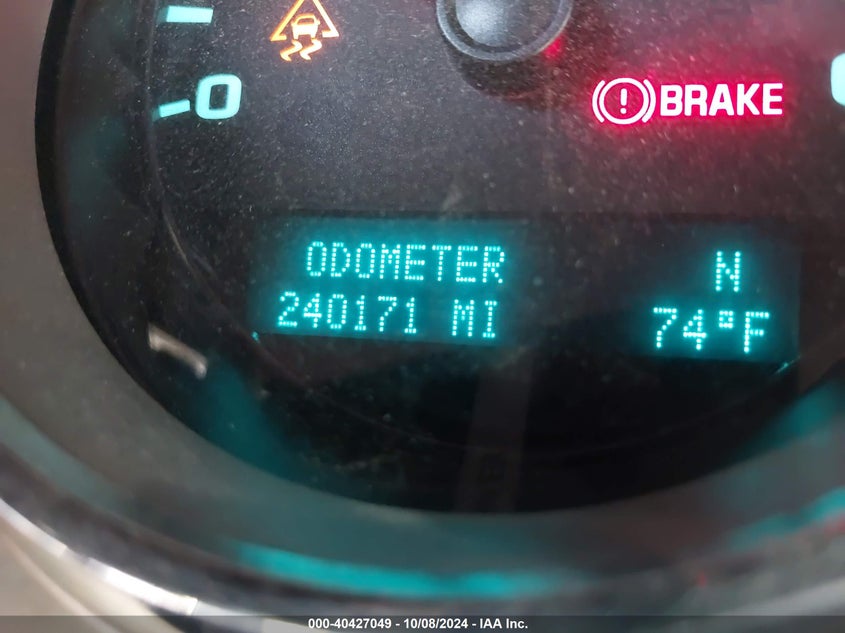 0
BRAKE
ODOMETER
240171 MI
N
74°F
000-40427049 - 10/08/2024 - IAA Inc.